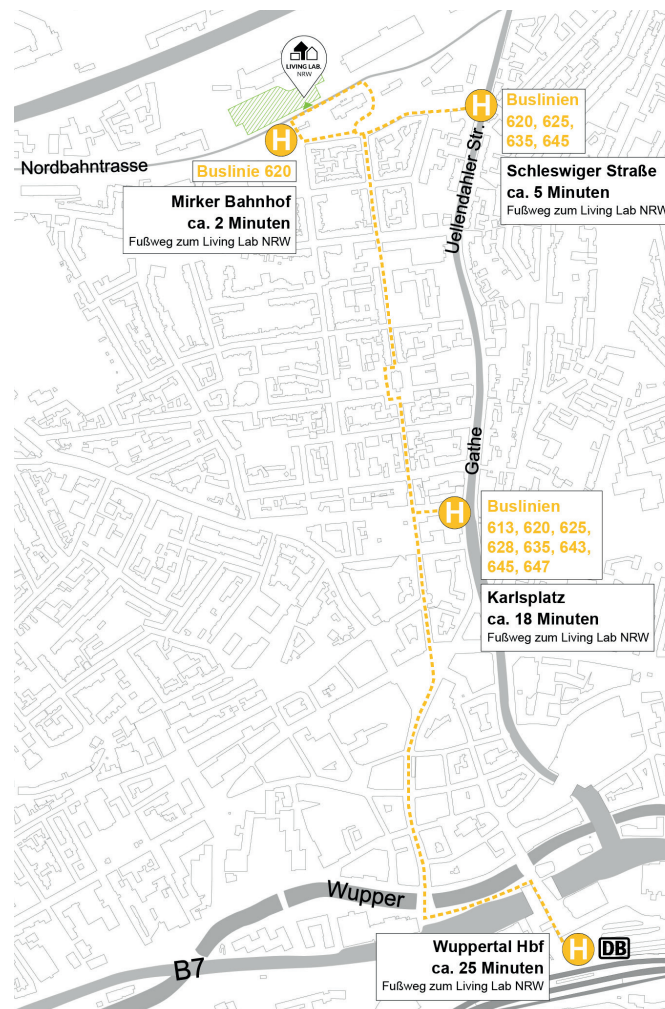 LIVING LAB.
NRW
H
Buslinien
620, 625,
635, 645
Schleswiger Straße
ca. 5 Minuten
Fußweg zum Living Lab NRW
Uellendahler Str.
H
Buslinie 620
Nordbahntrasse
Mirker Bahnhof
ca. 2 Minuten
Fußweg zum Living Lab NRW
Gathe
H
Buslinien
613, 620, 625,
628, 635, 643,
645, 647
Karlsplatz
ca. 18 Minuten
Fußweg zum Living Lab NRW
Wupper
B7
Wuppertal Hbf
ca. 25 Minuten
Fußweg zum Living Lab NRW
H
DB